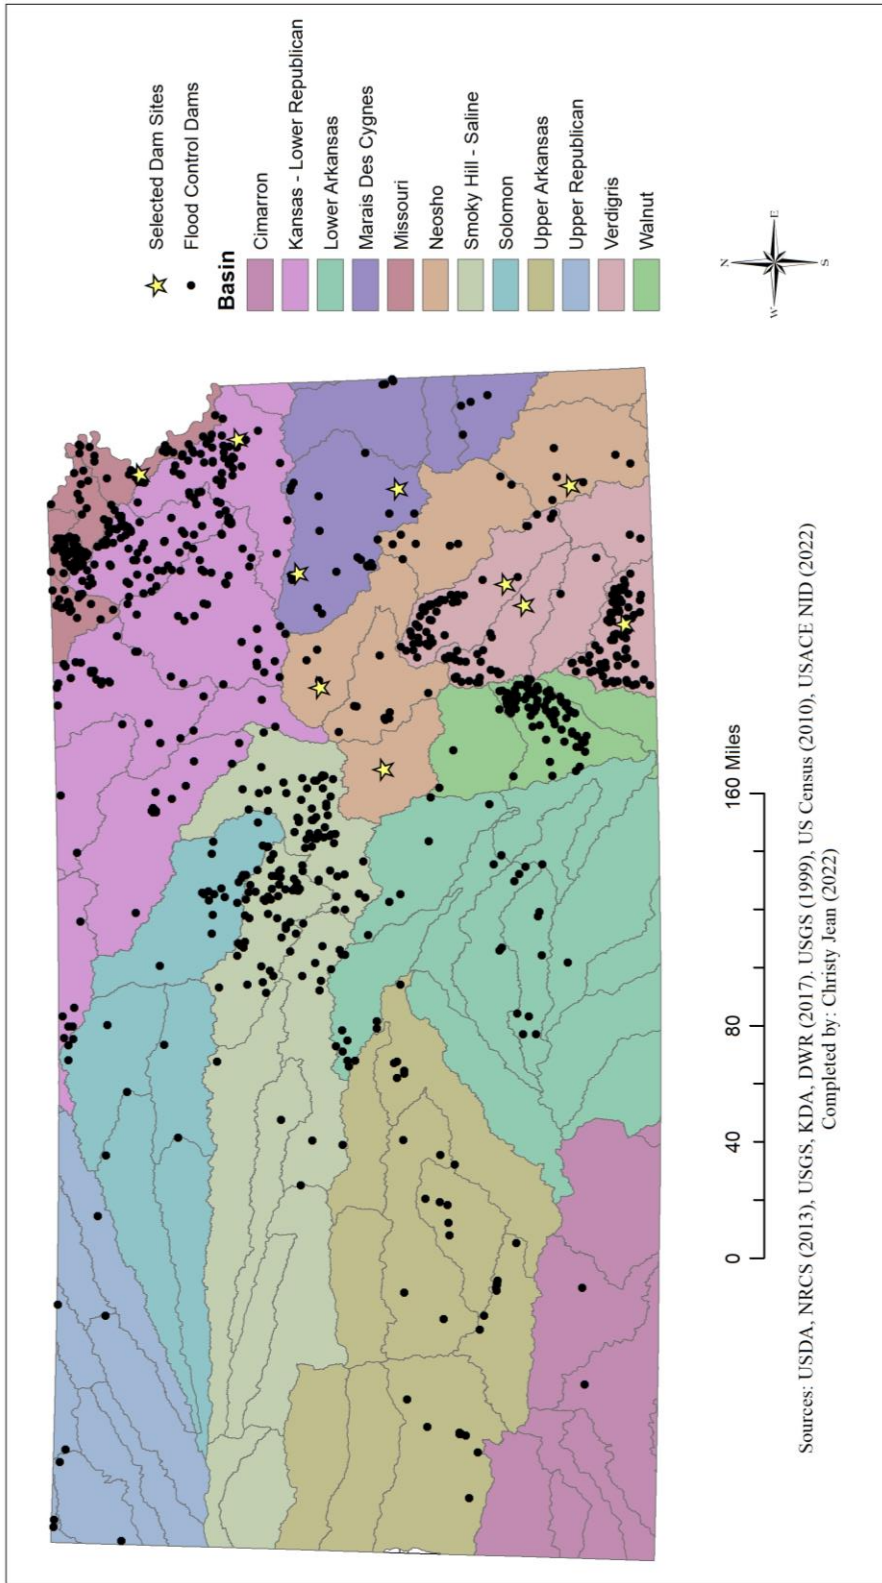 Selected Dam Sites
Flood Control Dams
Basin
Cimarron
Kansas - Lower Republican
Lower Arkansas
Marais Des Cygnes
Missouri
Neosho
Smoky Hill - Saline
Solomon
Upper Arkansas
Upper Republican
Verdigris
Walnut
N
W
E
S
0 40 80 160 Miles
Sources: USDA, NRCS (2013), USGS, KDA, DWR (2017). USGS (1999), US Census (2010), USACE NID (2022)
Completed by: Christy Jean (2022)